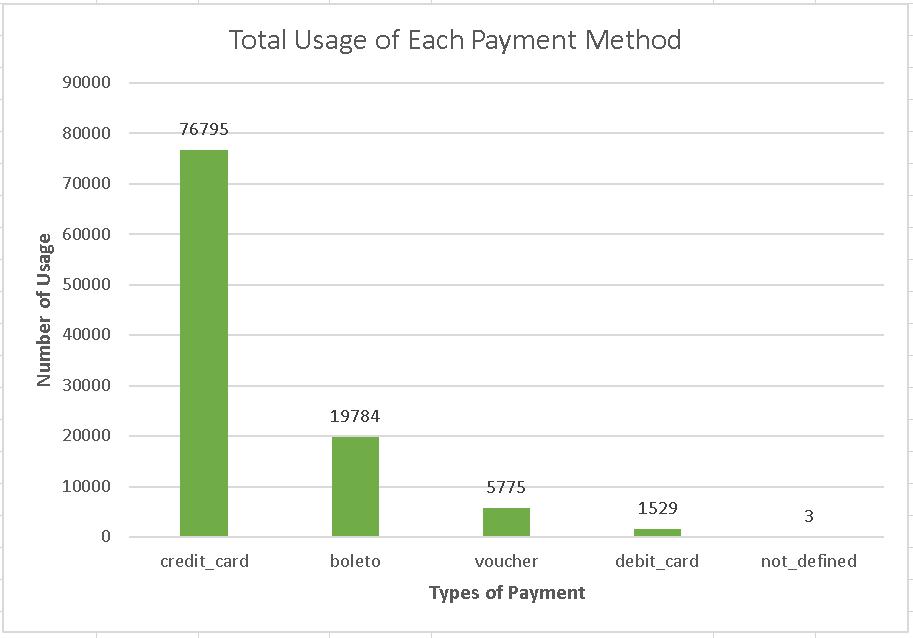 Total Usage of Each Payment Method
90000
80000
70000
60000
50000
40000
30000
20000
10000
0
Number of Usage
76795
19784
5775
1529
3
credit_card
boleto
voucher
debit_card
not_defined
Types of Payment